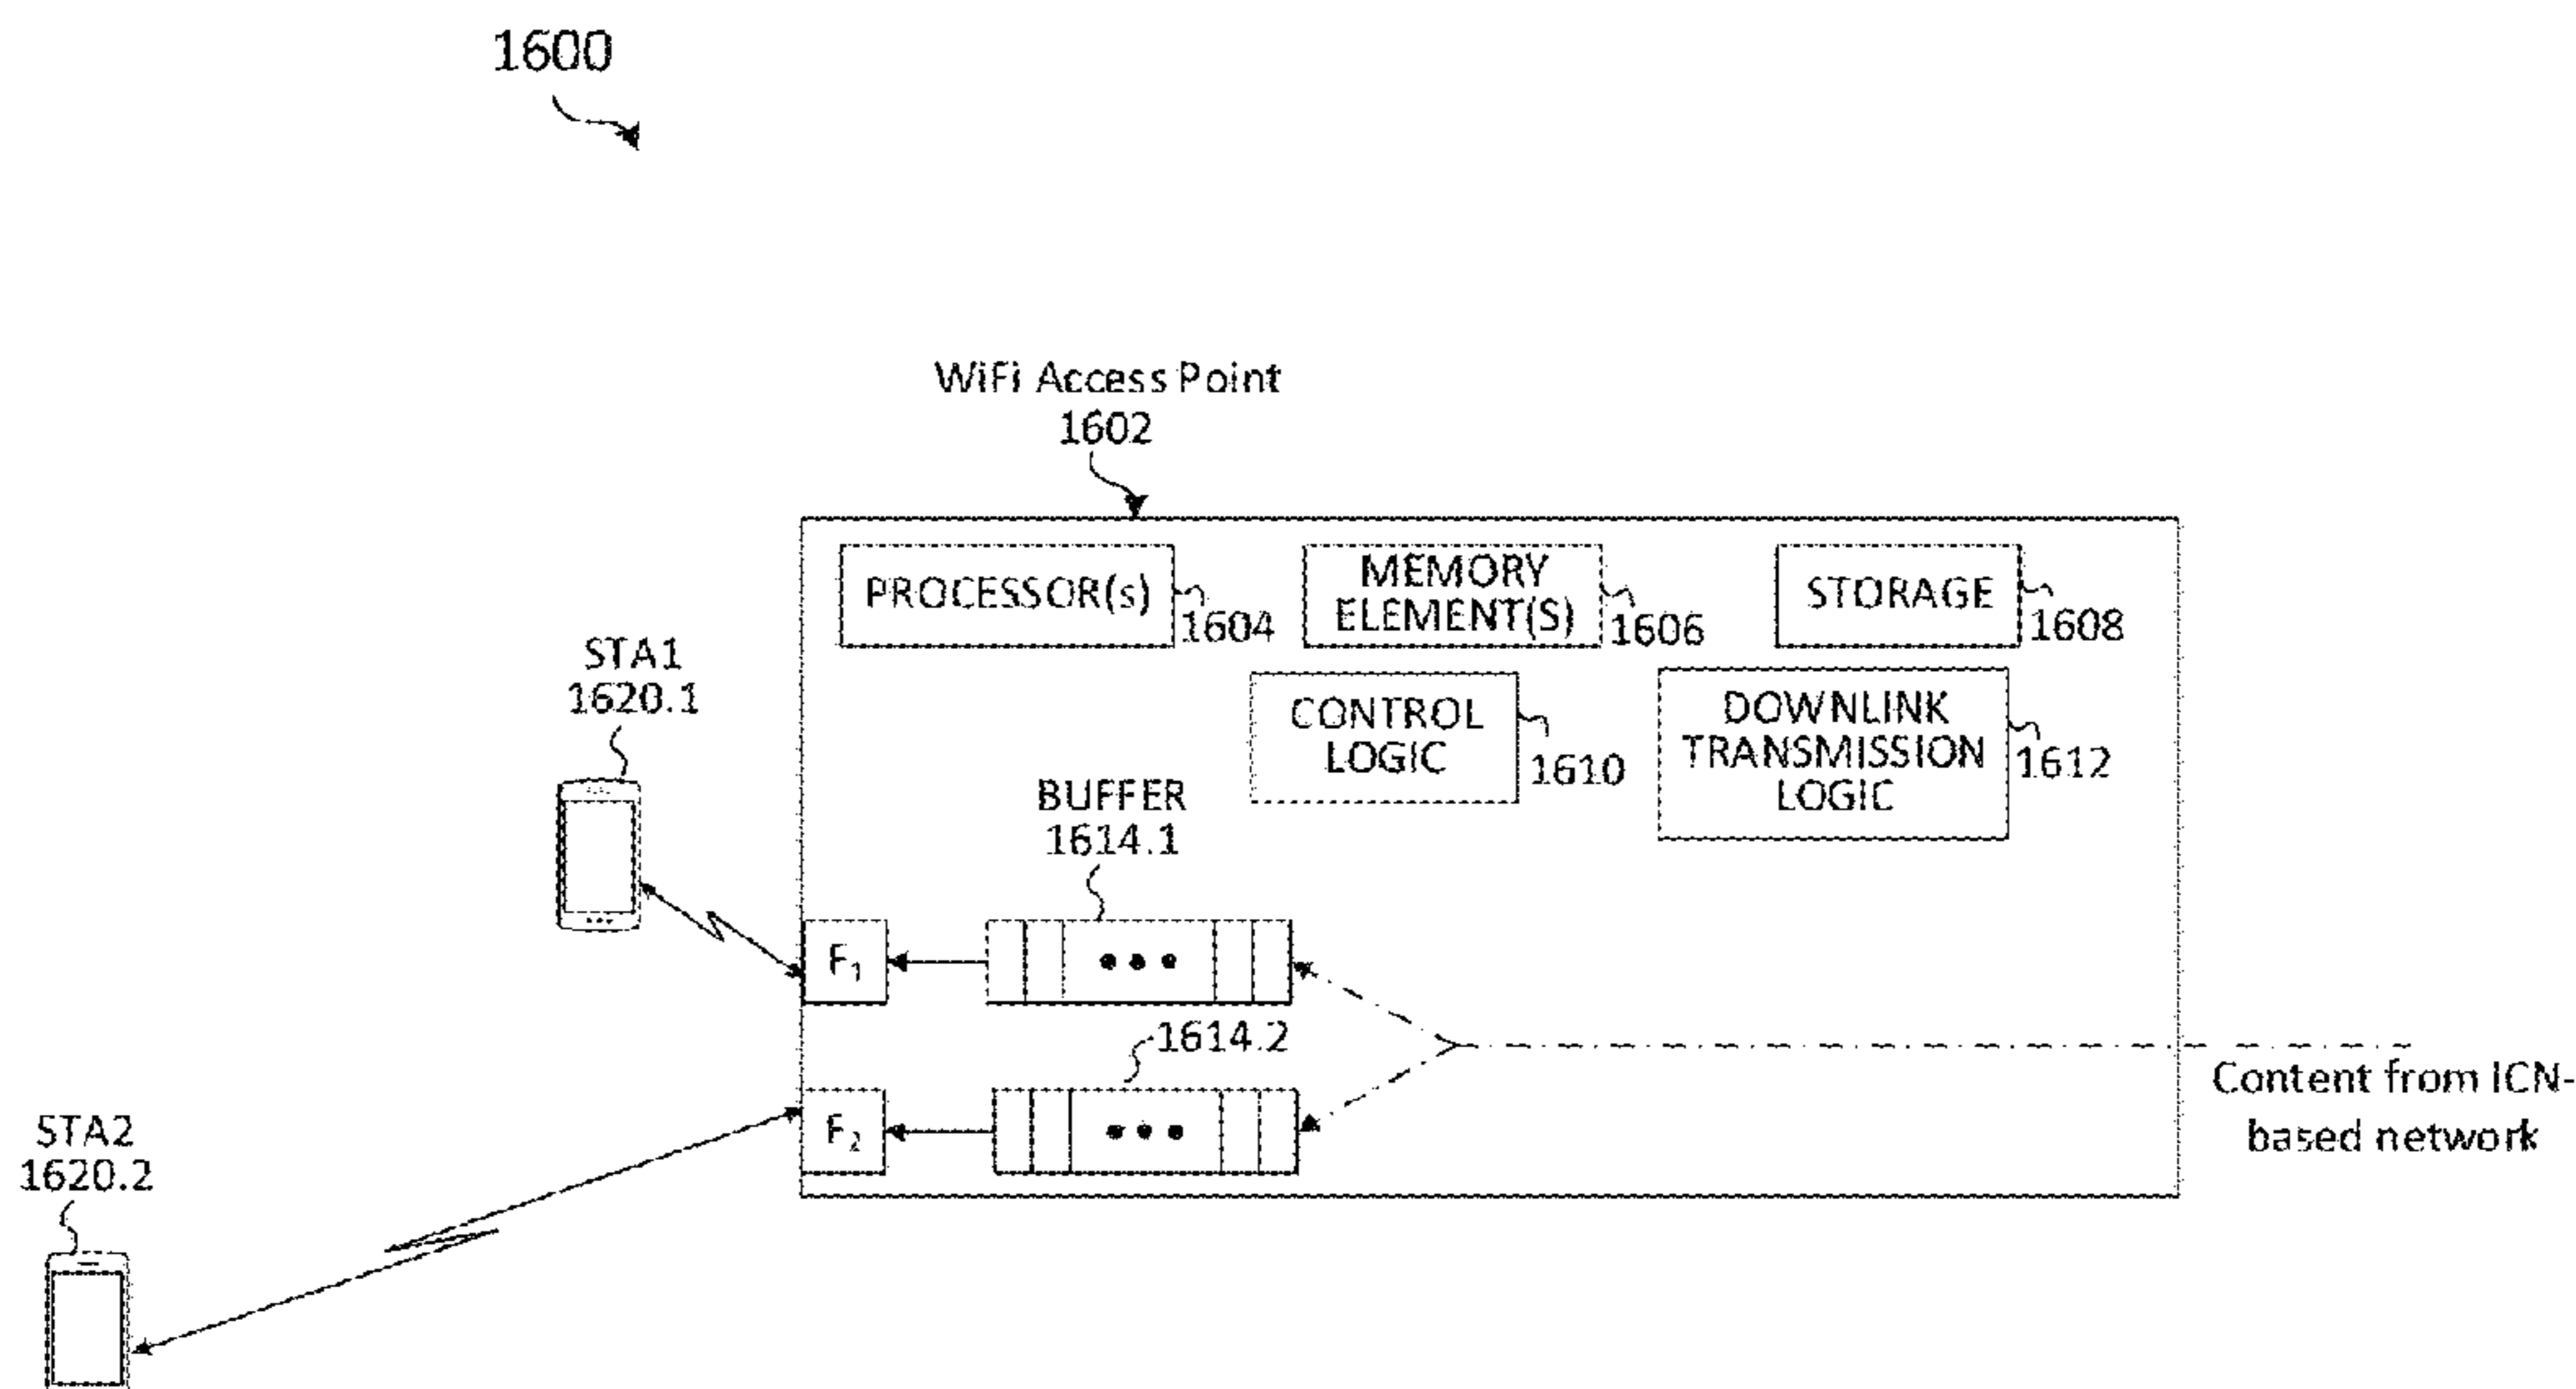 1600
WiFi Access Point
1602
PROCESSOR(s)
1604
MEMORY
ELEMENT(S)
1606
STORAGE
1608
STA1
1620.1
CONTROL
LOGIC
1610
DOWNLINK
TRANSMISSION
LOGIC
1612
BUFFER
1614.1
F₁
1614.2
F₂
Content from ICN-
based network
STA2
1620.2